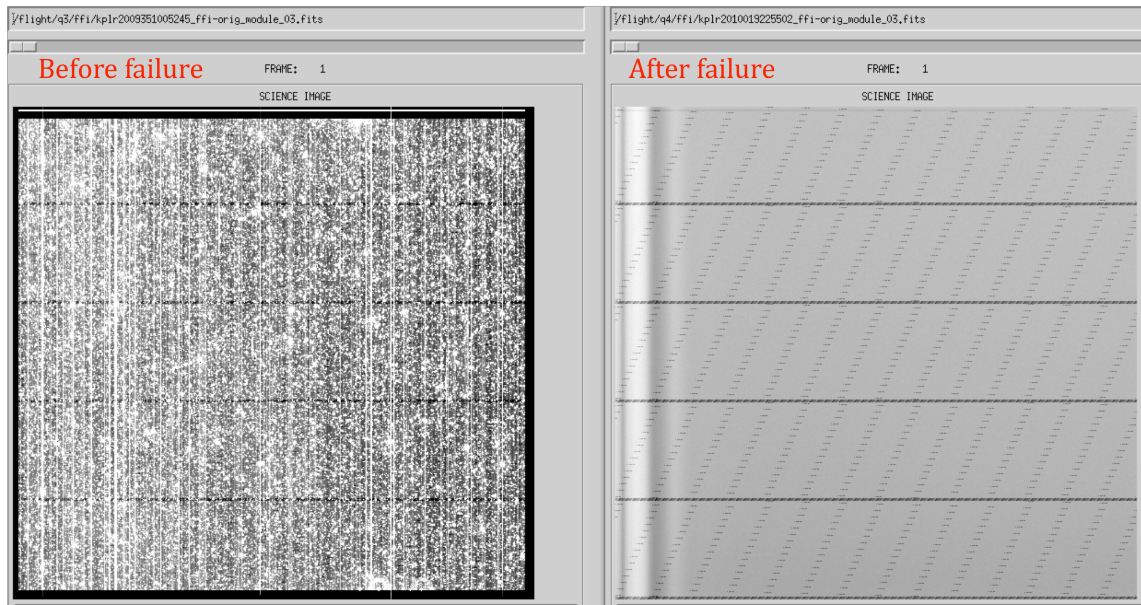 /flight/q3/ffi/kplr2009351005245_ffi-orig_module_03.fits
Before failure
FRAME: 1
SCIENCE IMAGE
/flight/q4/ffi/kplr2010019225502_ffi-orig_module_03.fits
After failure
FRAME: 1
SCIENCE IMAGE